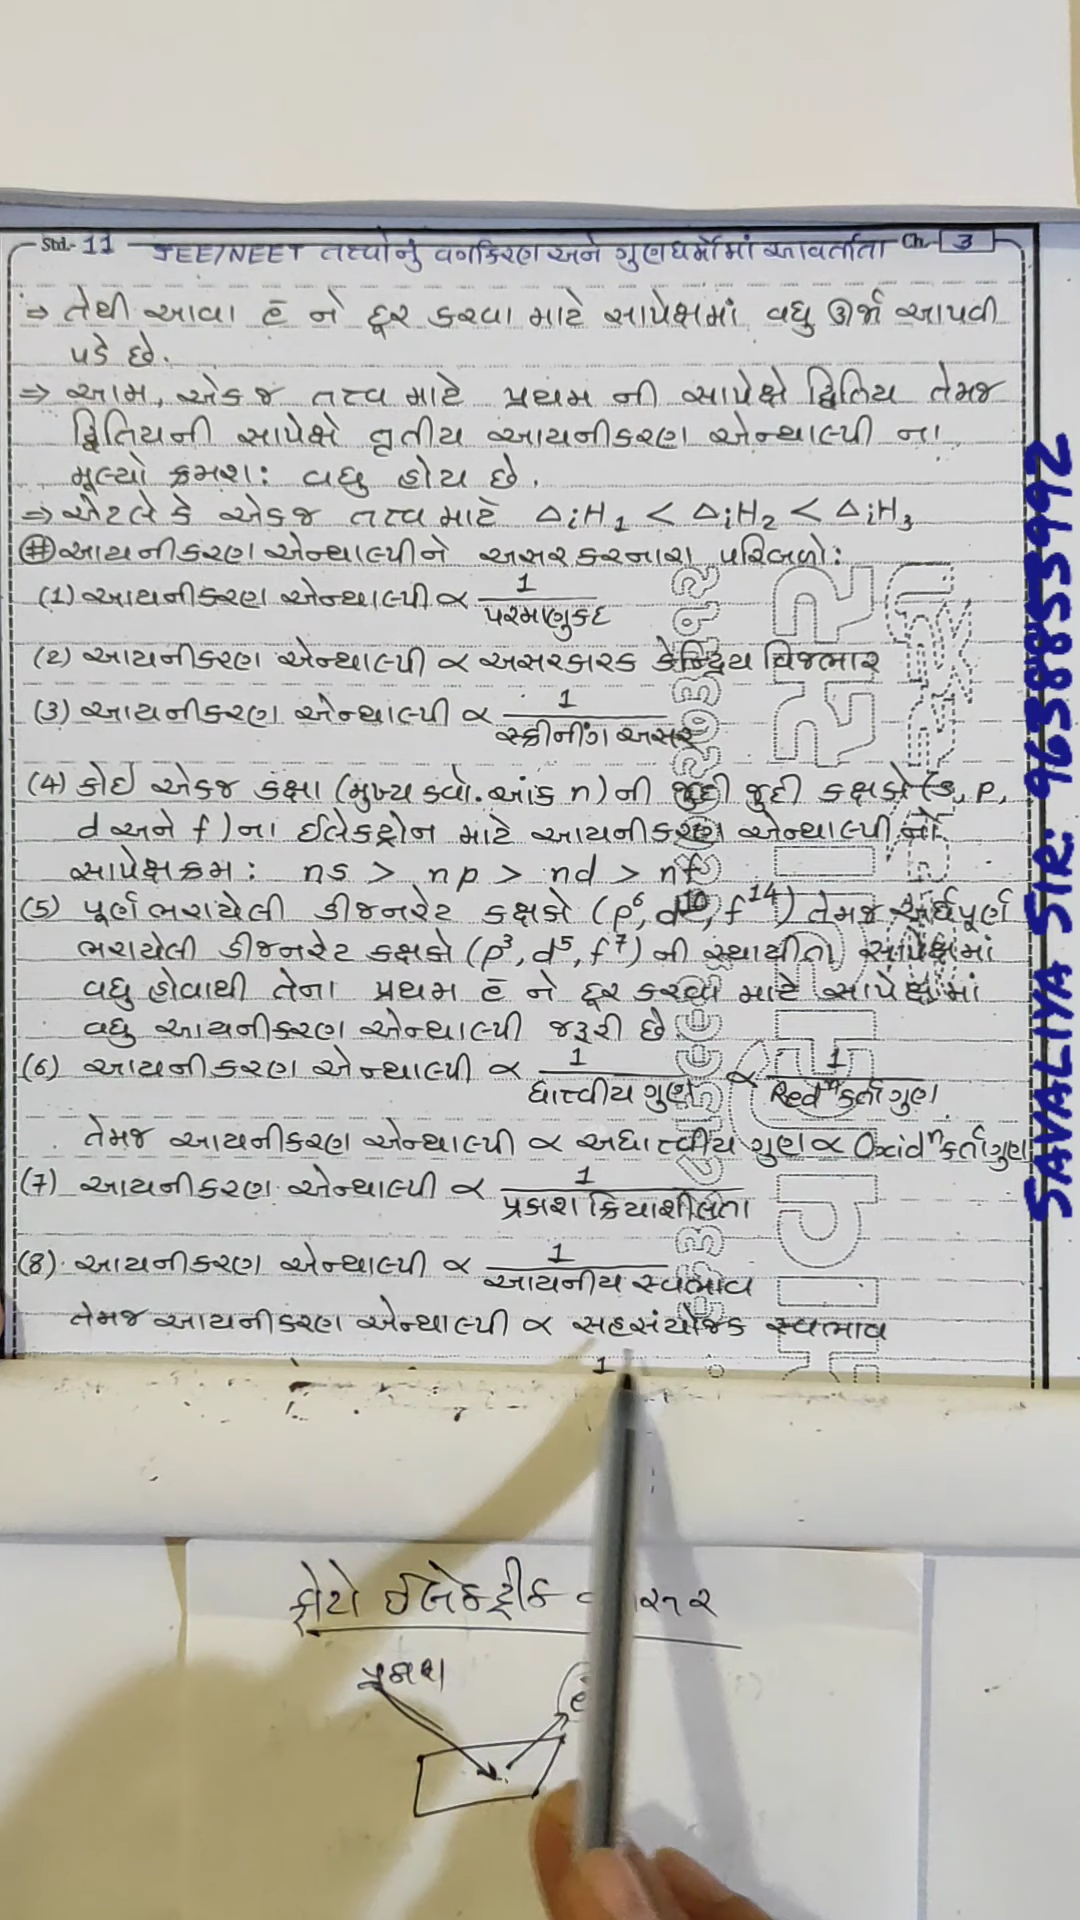 Std.- 11 JEE/NEET તત્ત્વોનું વર્ગીકરણ અને ગુણધર્મોમાં આવર્તીતા Ch. 3
⇒ તેથી આવા ē ને દૂર કરવા માટે સાપેક્ષમાં વધુ ઊર્જા આપવી
પડે છે.
⇒ આમ, એક જ તત્ત્વ માટે પ્રથમ ની સાપેક્ષે દ્વિતિય તેમજ
દ્વિતિયની સાપેક્ષે તૃતીય આયનીકરણ એન્થાલ્પી ના
મૂલ્યો ક્રમશઃ વધુ હોય છે.
⇒ એટલે કે એકજ તત્ત્વ માટે ΔiH1 < ΔiH2 < ΔiH3
# આયનીકરણ એન્થાલ્પીને અસર કરનારા પરિબળો:
(1) આયનીકરણ એન્થાલ્પી ∝ 1/પરમાણુકદ
(2) આયનીકરણ એન્થાલ્પી ∝ અસરકારક કેન્દ્રિય વિજભાર
(3) આયનીકરણ એન્થાલ્પી ∝ 1/સ્ક્રીનીંગ અસર
(4) કોઈ એકજ કક્ષા (મુખ્ય ક્વો. આંક n) ની જુદી જુદી કક્ષકો (s, p,
d અને f) ના ઈલેક્ટ્રોન માટે આયનીકરણ એન્થાલ્પી નો
સાપેક્ષ ક્રમ: ns > np > nd > nf
(5) પૂર્ણ ભરાયેલી ડીજનરેટ કક્ષકો (p⁶, d¹⁰, f¹⁴) તેમજ અર્ધપૂર્ણ
ભરાયેલી ડીજનરેટ કક્ષકો (p³, d⁵, f⁷) ની સ્થાયીતા સાપેક્ષમાં
વધુ હોવાથી તેના પ્રથમ ē ને દૂર કરવા માટે સાપેક્ષમાં
વધુ આયનીકરણ એન્થાલ્પી જરૂરી છે.
(6) આયનીકરણ એન્થાલ્પી ∝ 1/ધાત્ત્વીય ગુણ ∝ 1/Redⁿ કર્તા ગુણ
તેમજ આયનીકરણ એન્થાલ્પી ∝ અધાત્ત્વીય ગુણ ∝ Oxidⁿ કર્તા ગુણ
(7) આયનીકરણ એન્થાલ્પી ∝ 1/પ્રકાશ ક્રિયાશીલતા
(8) આયનીકરણ એન્થાલ્પી ∝ 1/આયનીય સ્વભાવ
તેમજ આયનીકરણ એન્થાલ્પી ∝ સહસંયોજક સ્વભાવ
1
SAVALIYA SIR: 9638853992
ફોટો ઈલેક્ટ્રીક
પ્રકાશ
e